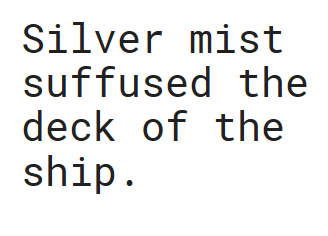 Silver mist
suffused the
deck of the
ship.